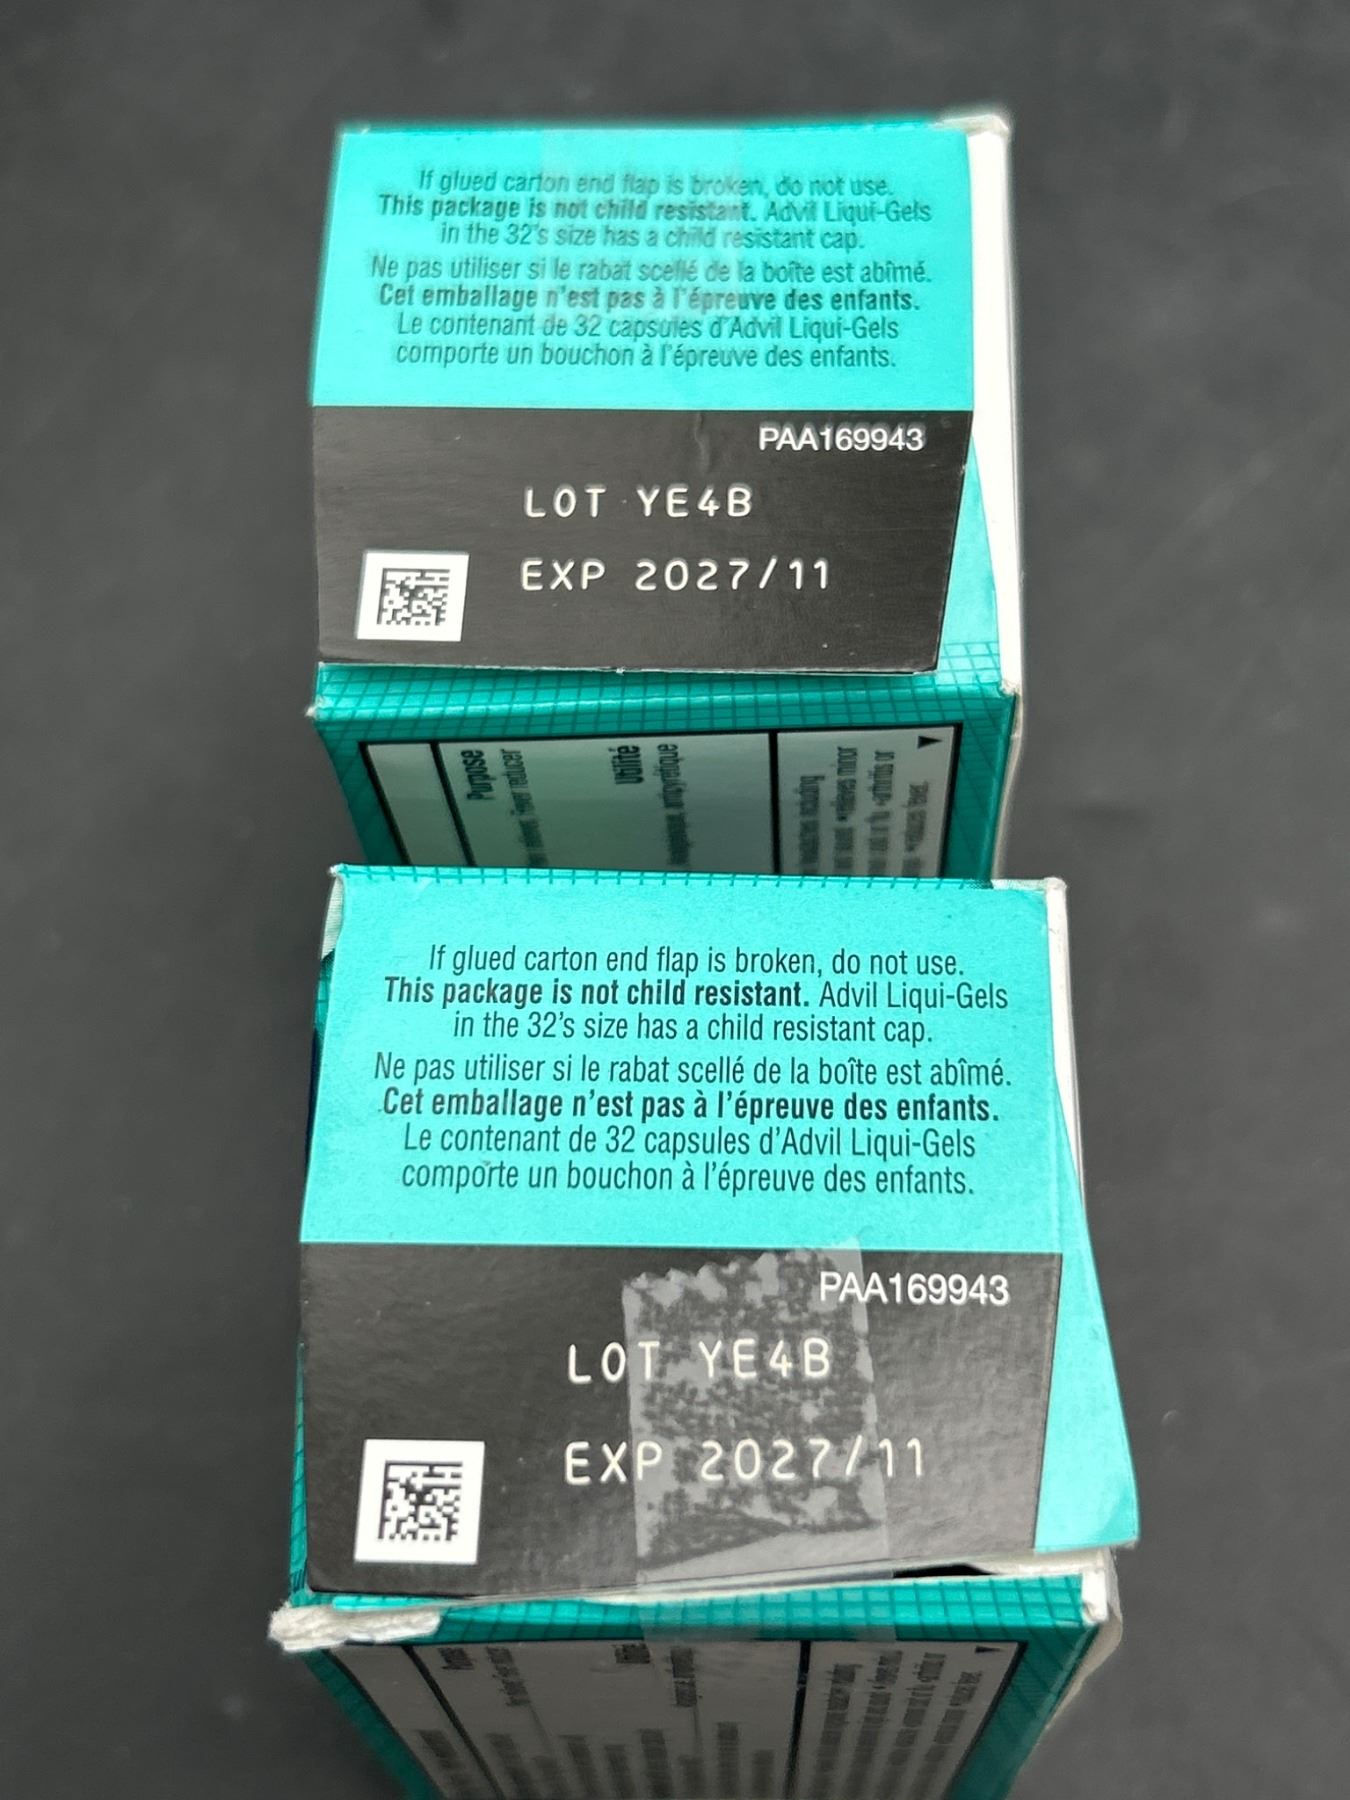 If glued carton end flap is broken, do not use.
This package is not child resistant. Advil Liqui-Gels
in the 32's size has a child resistant cap.
Ne pas utiliser si le rabat scellé de la boîte est abîmé.
Cet emballage n'est pas à l'épreuve des enfants.
Le contenant de 32 capsules d'Advil Liqui-Gels
comporte un bouchon à l'épreuve des enfants.
PAA169943
LOT YE4B
EXP 2027/11
Purpose
reliever, Fever reducer
Utilité
antipyrétique
If glued carton end flap is broken, do not use.
This package is not child resistant. Advil Liqui-Gels
in the 32's size has a child resistant cap.
Ne pas utiliser si le rabat scellé de la boîte est abîmé.
Cet emballage n'est pas à l'épreuve des enfants.
Le contenant de 32 capsules d'Advil Liqui-Gels
comporte un bouchon à l'épreuve des enfants.
PAA169943
LOT YE4B
EXP 2027/11